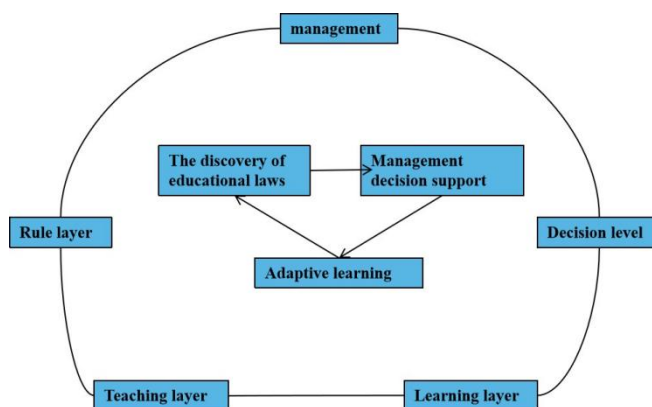 management
The discovery of
educational laws
Management
decision support
Rule layer
Decision level
Adaptive learning
Teaching layer
Learning layer